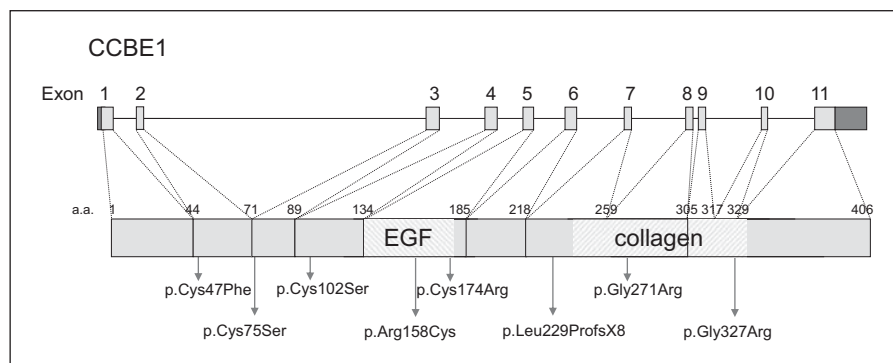 CCBE1
Exon 1 2 3 4 5 6 7 8 9 10 11
a.a. 1 44 71 89 134 185 218 259 305 317 329 406
EGF collagen
p.Cys47Phe p.Cys102Ser p.Cys174Arg p.Gly271Arg
p.Cys75Ser p.Arg158Cys p.Leu229ProfsX8 p.Gly327Arg